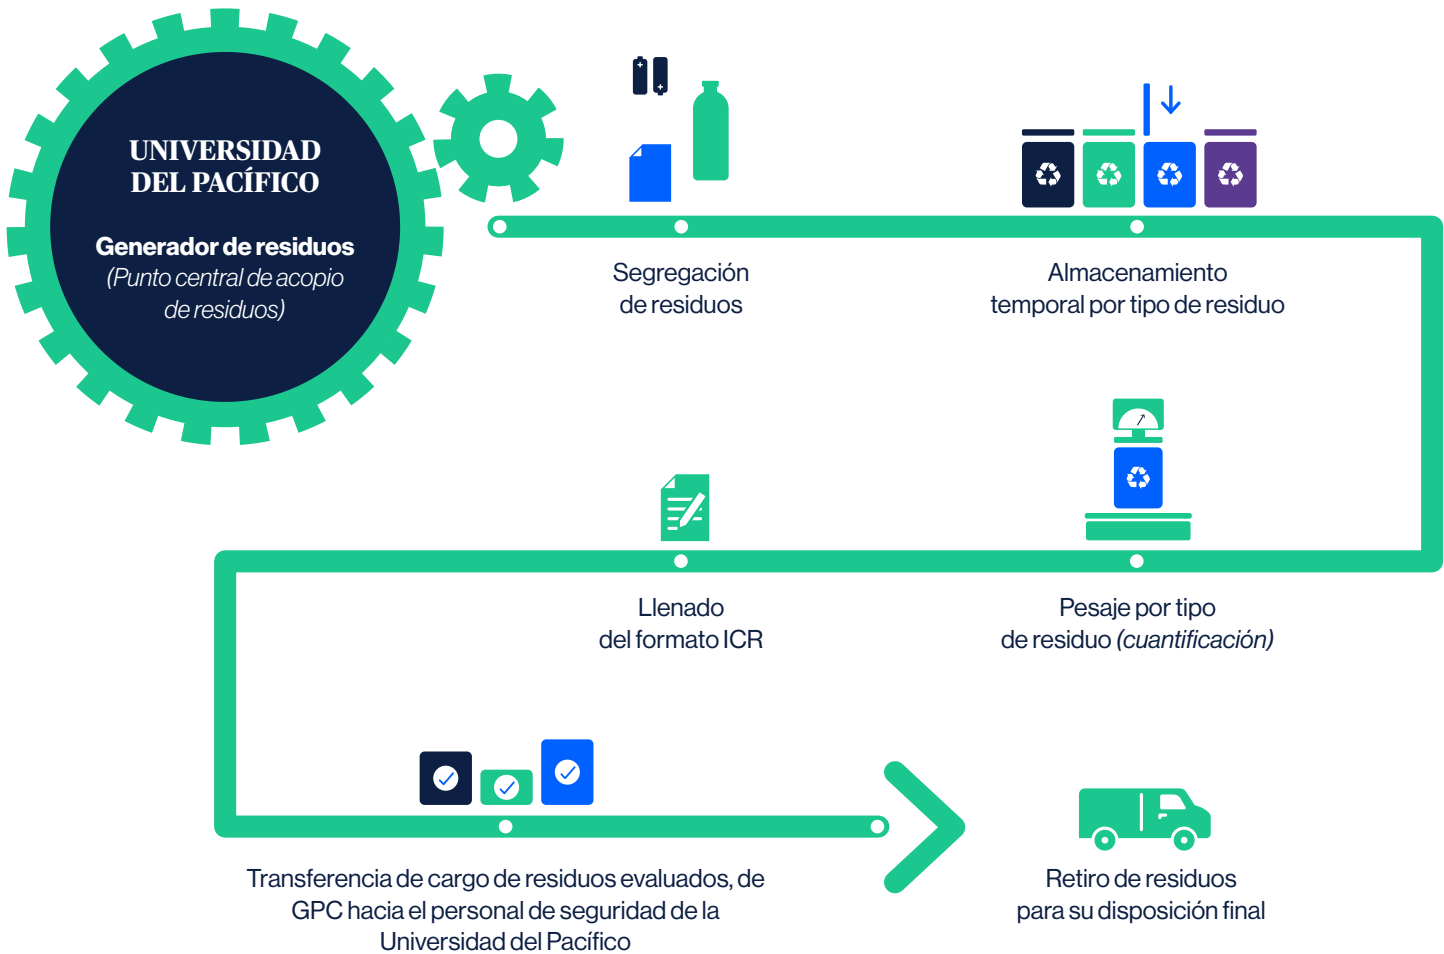 UNIVERSIDAD
DEL PACÍFICO
Generador de residuos
(Punto central de acopio
de residuos)
Segregación
de residuos
Almacenamiento
temporal por tipo de residuo
Pesaje por tipo
de residuo (cuantificación)
Llenado
del formato ICR
Transferencia de cargo de residuos evaluados, de
GPC hacia el personal de seguridad de la
Universidad del Pacífico
Retiro de residuos
para su disposición final